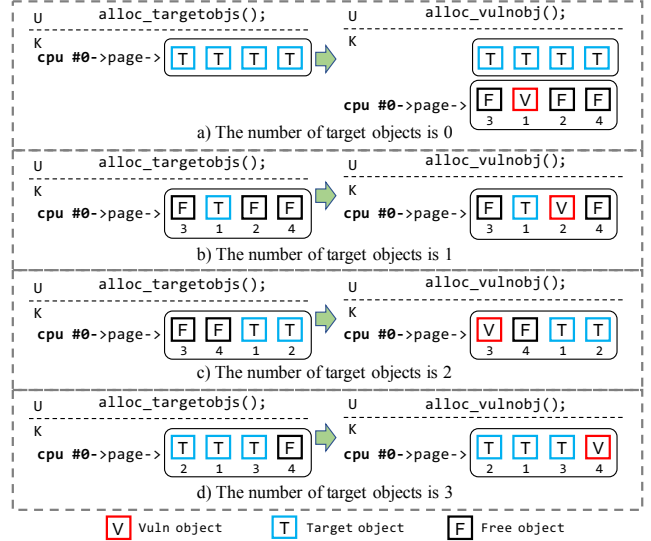 U alloc_targetobjs(); alloc_vulnobj();
U
K K
cpu #0->page-> T T T T T T T T
cpu #0->page-> F V F F
3 1 2 4
a) The number of target objects is 0
U alloc_targetobjs(); U alloc_vulnobj();
K K
cpu #0->page-> F T F F cpu #0->page-> F T V F
3 1 2 4 3 1 2 4
b) The number of target objects is 1
U alloc_targetobjs(); U alloc_vulnobj();
K K
cpu #0->page-> F F T T cpu #0->page-> V F T T
3 4 1 2 3 4 1 2
c) The number of target objects is 2
U alloc_targetobjs(); U alloc_vulnobj();
K K
cpu #0->page-> T T T F cpu #0->page-> T T T V
2 1 3 4 2 1 3 4
d) The number of target objects is 3
V Vuln object T Target object F Free object